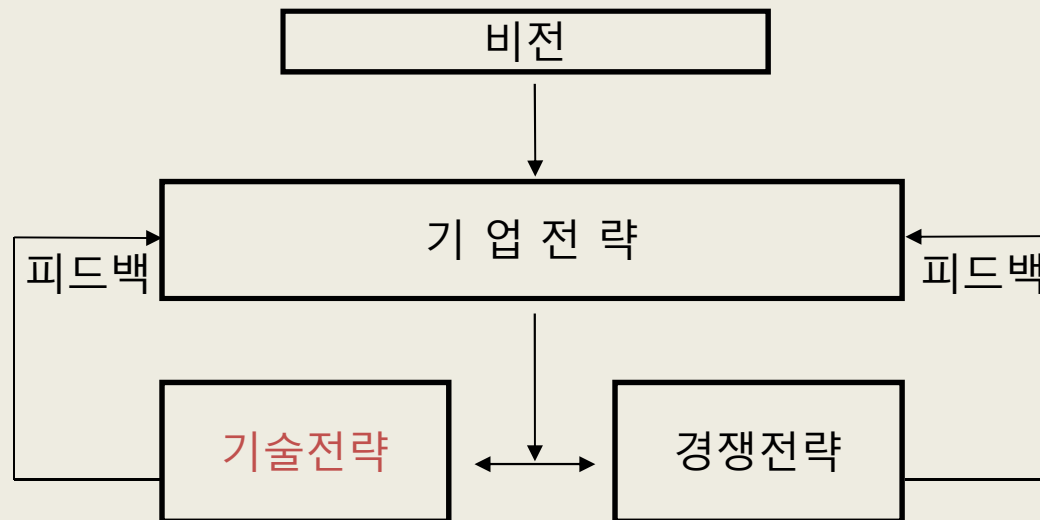 비전
기 업 전 략
피드백
피드백
기술전략
경쟁전략